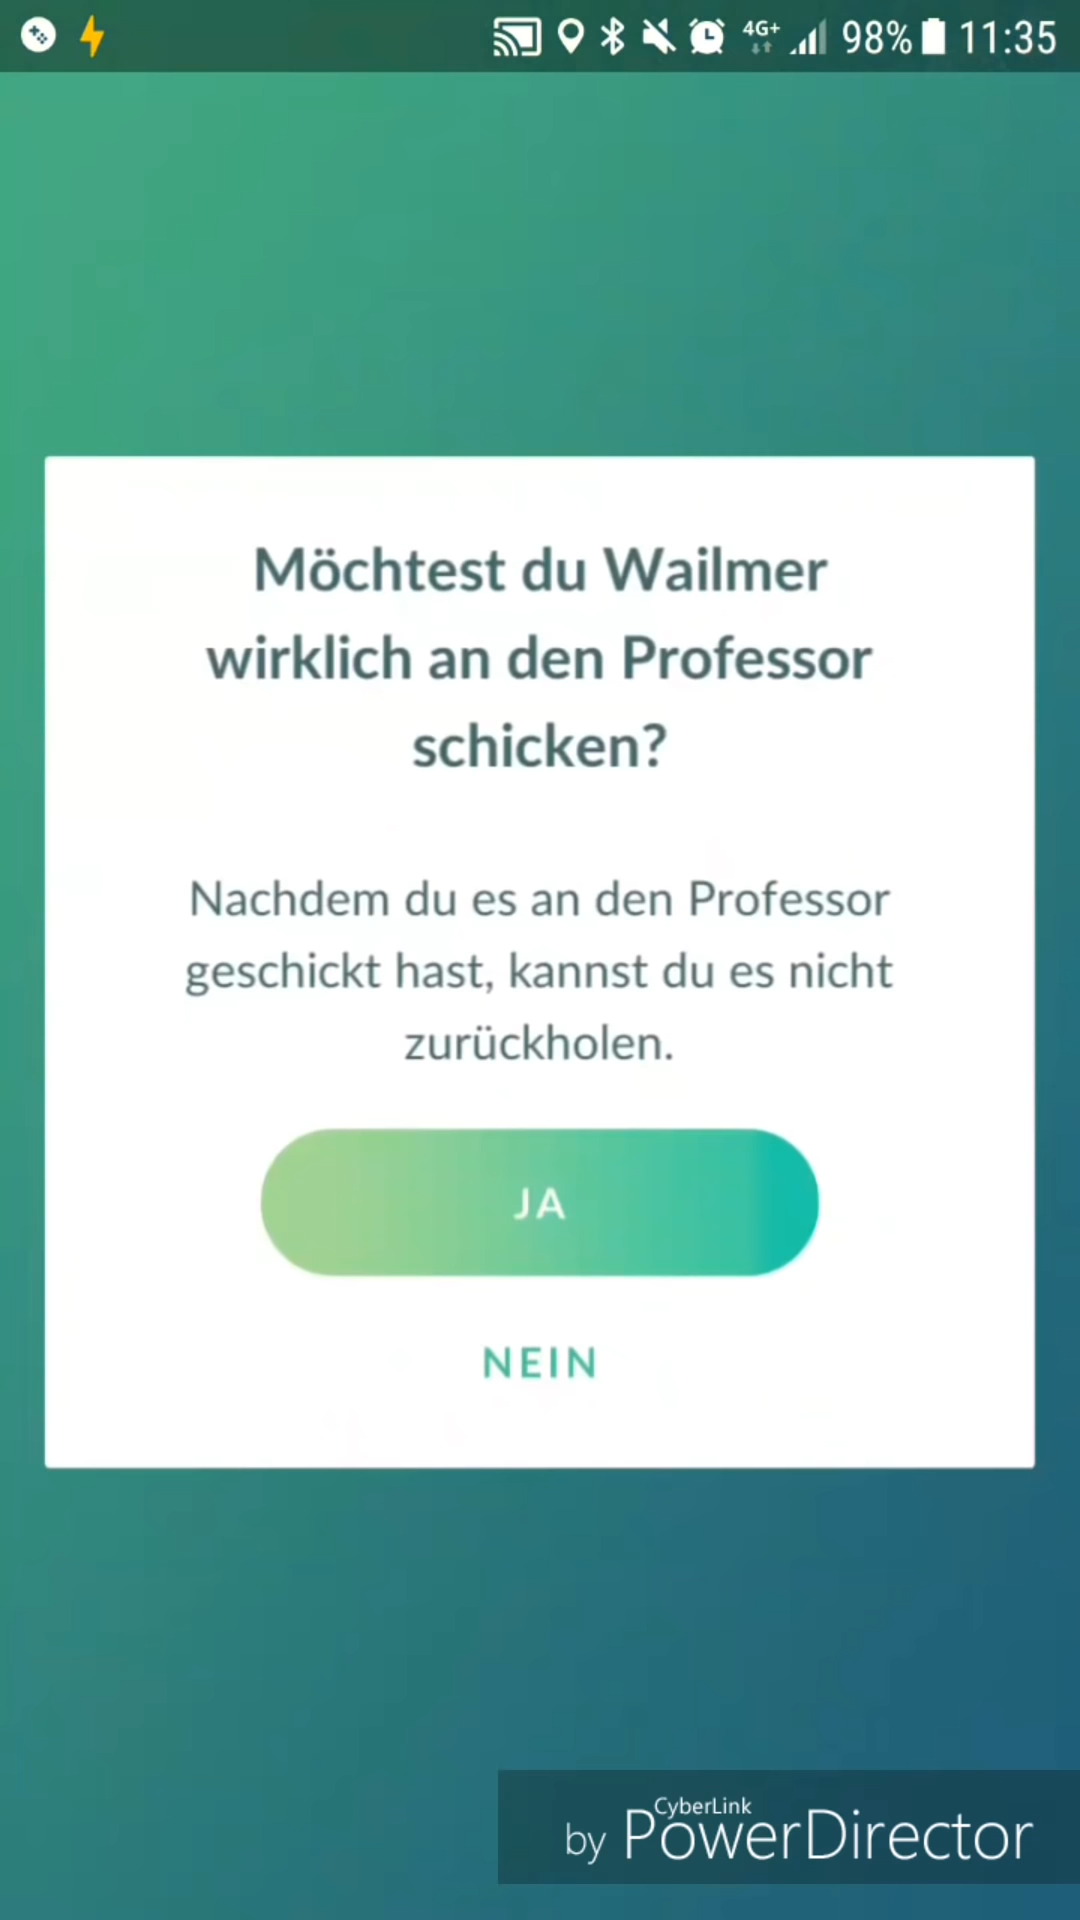 4G+ 98% 11:35
Möchtest du Wailmer
wirklich an den Professor
schicken?
Nachdem du es an den Professor
geschickt hast, kannst du es nicht
zurückholen.
JA
NEIN
CyberLink
by PowerDirector